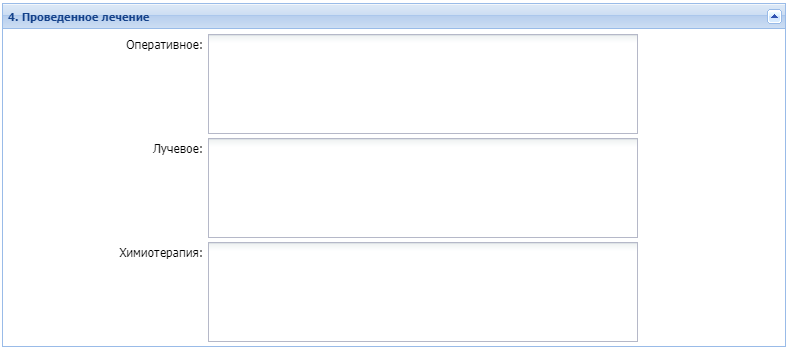 4. Проведенное лечение
Оперативное:
Лучевое:
Химиотерапия: